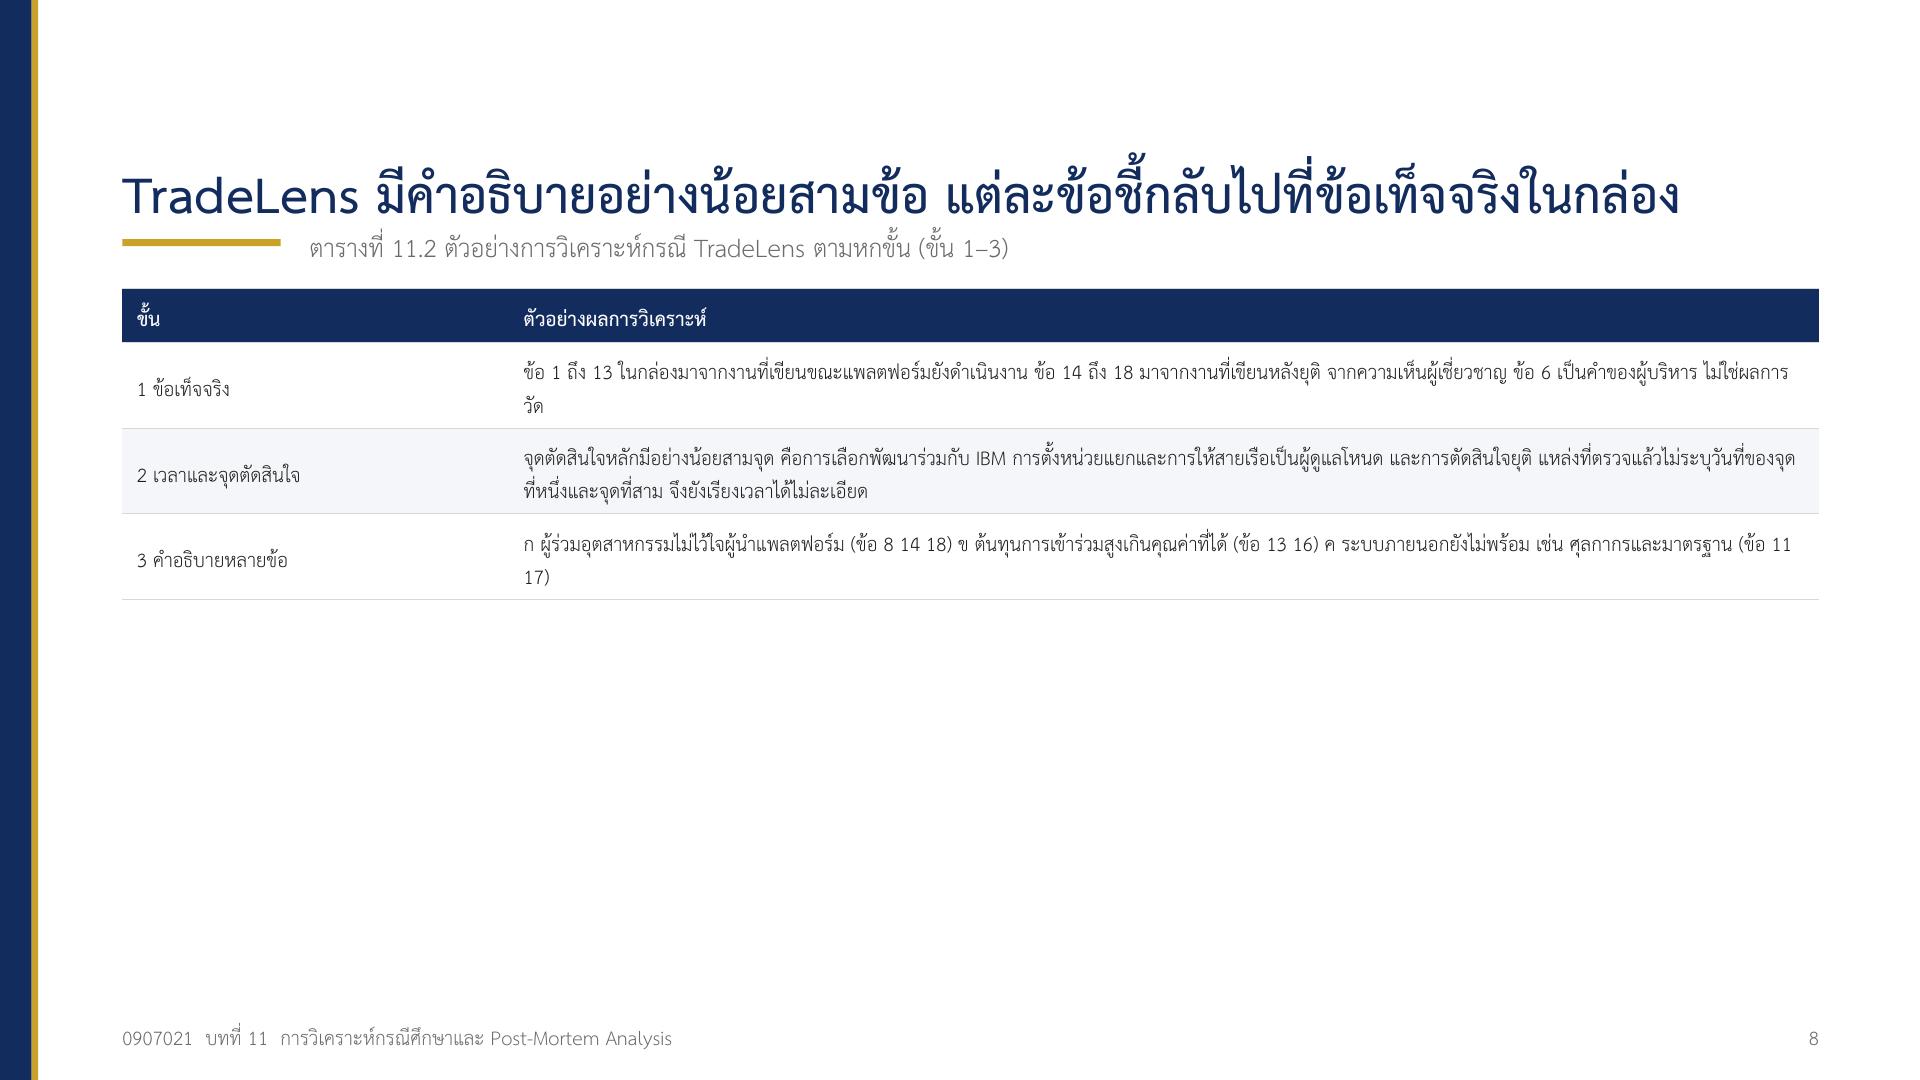 TradeLens มีคำอธิบายอย่างน้อยสามข้อ แต่ละข้อชี้กลับไปที่ข้อเท็จจริงในกล่อง
ตารางที่ 11.2 ตัวอย่างการวิเคราะห์กรณี TradeLens ตามหกขั้น (ขั้น 1–3)
ขั้น
ตัวอย่างผลการวิเคราะห์
1 ข้อเท็จจริง
ข้อ 1 ถึง 13 ในกล่องมาจากงานที่เขียนขณะแพลตฟอร์มยังดำเนินงาน ข้อ 14 ถึง 18 มาจากงานที่เขียนหลังยุติ จากความเห็นผู้เชี่ยวชาญ ข้อ 6 เป็นคำของผู้บริหาร ไม่ใช่ผลการ
วัด
2 เวลาและจุดตัดสินใจ
จุดตัดสินใจหลักมีอย่างน้อยสามจุด คือการเลือกพัฒนาร่วมกับ IBM การตั้งหน่วยแยกและการให้สายเรือเป็นผู้ดูแลโหนด และการตัดสินใจยุติ แหล่งที่ตรวจแล้วไม่ระบุวันที่ของจุด
ที่หนึ่งและจุดที่สาม จึงยังเรียงเวลาได้ไม่ละเอียด
3 คำอธิบายหลายข้อ
ก ผู้ร่วมอุตสาหกรรมไม่ไว้ใจผู้นำแพลตฟอร์ม (ข้อ 8 14 18) ข ต้นทุนการเข้าร่วมสูงเกินคุณค่าที่ได้ (ข้อ 13 16) ค ระบบภายนอกยังไม่พร้อม เช่น ศุลกากรและมาตรฐาน (ข้อ 11
17)
0907021 บทที่ 11 การวิเคราะห์กรณีศึกษาและ Post-Mortem Analysis
8